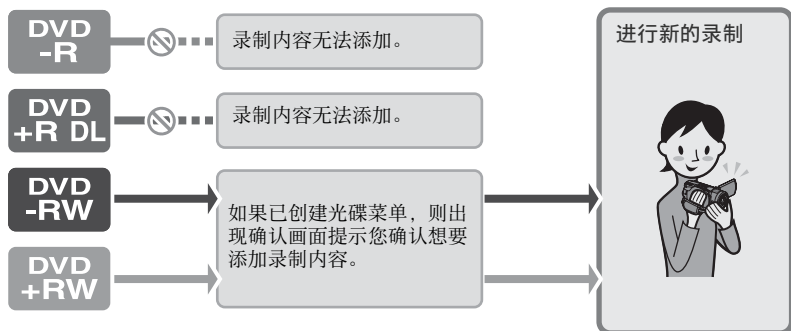 DVD
-R
录制内容无法添加。
DVD
+R DL
录制内容无法添加。
DVD
-RW
DVD
+RW
如果已创建光碟菜单，则出
现确认画面提示您确认想要
添加录制内容。
进行新的录制